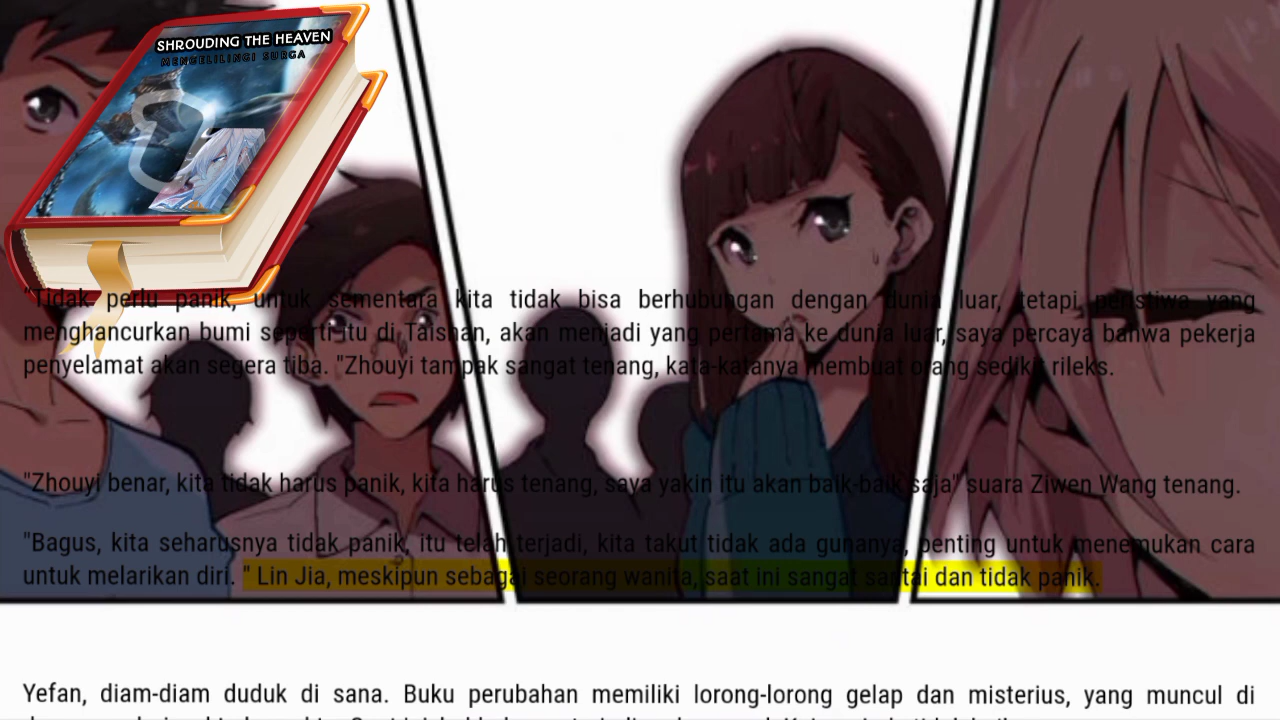 SHROUDING THE HEAVEN
MENGELILINGI SURGA
"Tidak perlu panik, untuk sementara kita tidak bisa berhubungan dengan dunia luar, tetapi peristiwa yang
menghancurkan bumi seperti itu di Taishan, akan menjadi yang pertama ke dunia luar, saya percaya bahwa pekerja
penyelamat akan segera tiba. "Zhouyi tampak sangat tenang, kata-katanya membuat orang sedikit rileks.
"Zhouyi benar, kita tidak harus panik, kita harus tenang, saya yakin itu akan baik-baik saja" suara Ziwen Wang tenang.
"Bagus, kita seharusnya tidak panik, itu telah terjadi, kita takut tidak ada gunanya, penting untuk menemukan cara
untuk melarikan diri. " Lin Jia, meskipun sebagai seorang wanita, saat ini sangat santai dan tidak panik.
Yefan, diam-diam duduk di sana. Buku perubahan memiliki lorong-lorong gelap dan misterius, yang muncul di